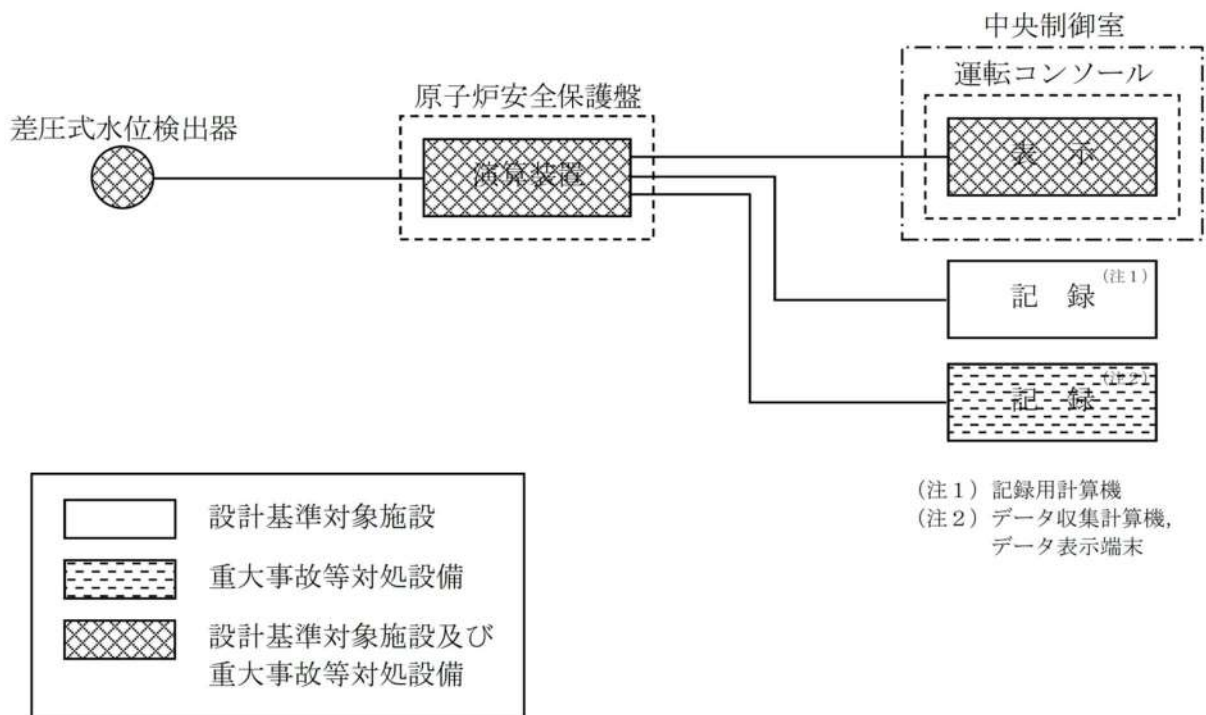 中央制御室
運転コンソール
原子炉安全保護盤
差圧式水位検出器
演算装置
表 示
記 録 (注1)
記 録 (注2)
(注1) 記録用計算機
(注2) データ収集計算機,
データ表示端末
設計基準対象施設
重大事故等対処設備
設計基準対象施設及び
重大事故等対処設備